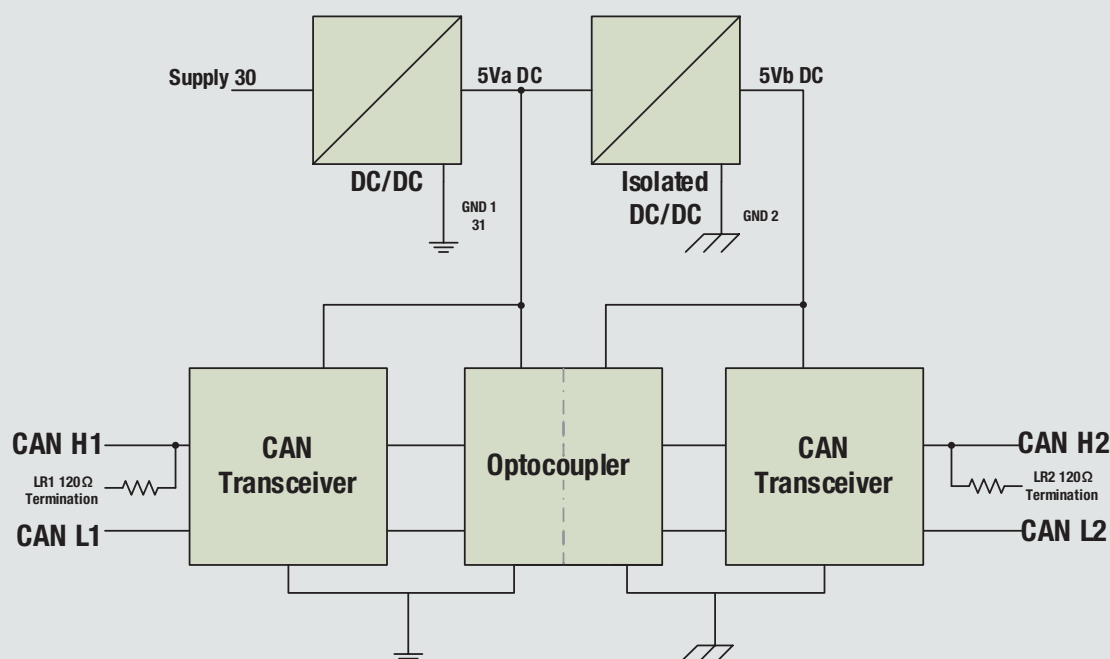 Supply 30
5Va DC
5Vb DC
DC/DC
GND 1
31
Isolated
DC/DC
GND 2
CAN H1
LR1 120Ω
Termination
CAN L1
CAN
Transceiver
Optocoupler
CAN
Transceiver
CAN H2
LR2 120Ω
Termination
CAN L2